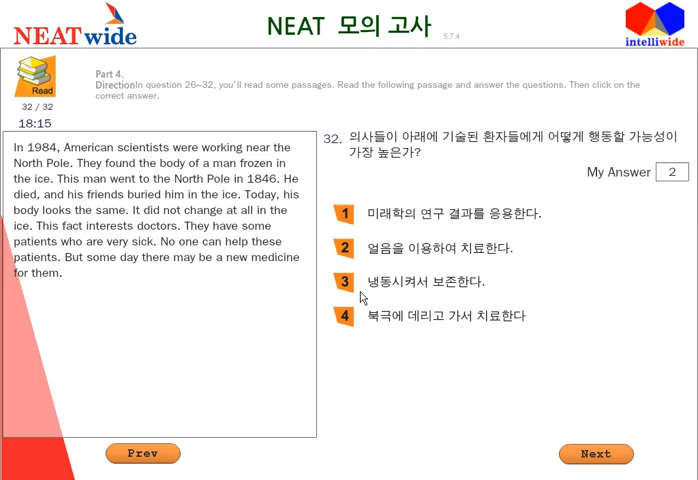 NEATwide
NEAT 모의 고사
5.7.4
intelliwide
Read
32 / 32
18:15
Part 4.
DirectionIn question 26~32, you'll read some passages. Read the following passage and answer the questions. Then click on the
correct answer.
In 1984, American scientists were working near the
North Pole. They found the body of a man frozen in
the ice. This man went to the North Pole in 1846. He
died, and his friends buried him in the ice. Today, his
body looks the same. It did not change at all in the
ice. This fact interests doctors. They have some
patients who are very sick. No one can help these
patients. But some day there may be a new medicine
for them.
32. 의사들이 아래에 기술된 환자들에게 어떻게 행동할 가능성이
가장 높은가?
My Answer 2
1 미래학의 연구 결과를 응용한다.
2 얼음을 이용하여 치료한다.
3 냉동시켜서 보존한다.
4 북극에 데리고 가서 치료한다
Prev
Next